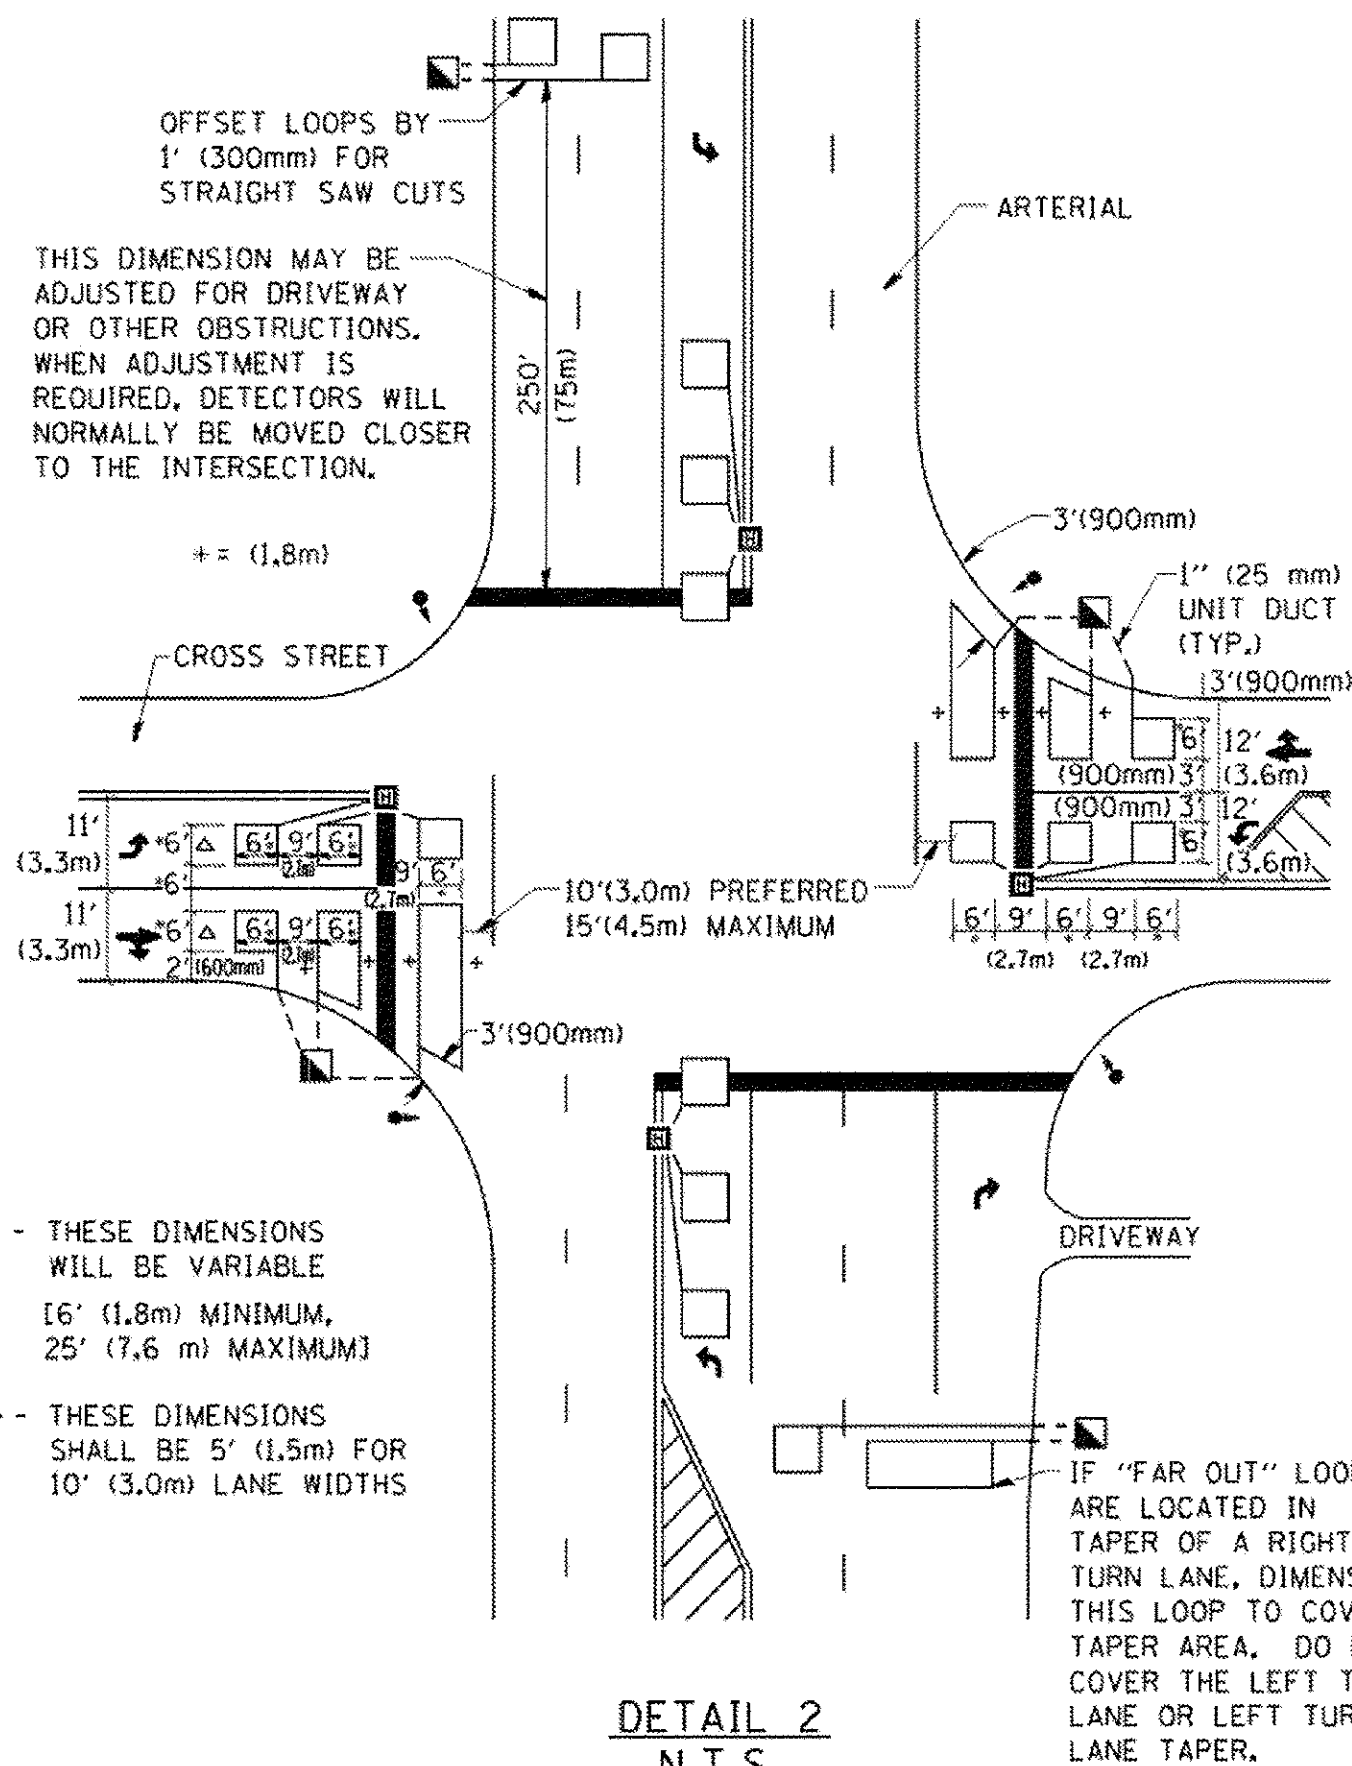 OFFSET LOOPS BY
1' (300mm) FOR
STRAIGHT SAW CUTS
ARTERIAL
THIS DIMENSION MAY BE
ADJUSTED FOR DRIVEWAY
OR OTHER OBSTRUCTIONS.
WHEN ADJUSTMENT IS
REQUIRED, DETECTORS WILL
NORMALLY BE MOVED CLOSER
TO THE INTERSECTION.
250'
(75m)
* = (1.8m)
3'(900mm)
1" (25 mm)
UNIT DUCT
(TYP.)
CROSS STREET
3'(900mm)
H
*6'
12'
(3.6m)
(900mm) 3'
(900mm) 3'
12'
*6'
(3.6m)
H
6' 9' 6' 9' 6'
(2.7m) (2.7m)
H
11'
(3.3m)
*6'
6' 9' 6'
*6'
9' 6'
(2.7m)
11'
(3.3m)
*6'
6' 9' 6'
2' (600mm)
10'(3.0m) PREFERRED
15'(4.5m) MAXIMUM
3'(900mm)
H
DRIVEWAY
- THESE DIMENSIONS
WILL BE VARIABLE
[6' (1.8m) MINIMUM,
25' (7.6 m) MAXIMUM]
- THESE DIMENSIONS
SHALL BE 5' (1.5m) FOR
10' (3.0m) LANE WIDTHS
IF "FAR OUT"
ARE LOCATED IN
TAPER OF A RIGHT
TURN LANE,
THIS LOOP TO
TAPER AREA. DO
COVER THE LEFT
LANE OR LEFT
LANE TAPER.
DETAIL 2
N.T.S.